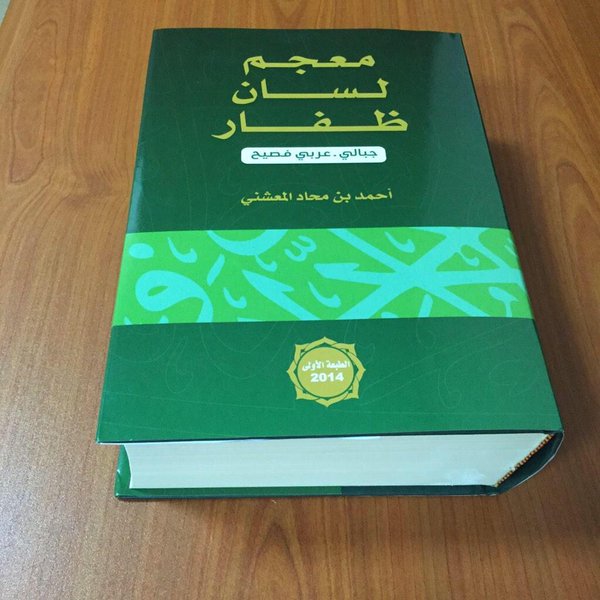 معجم
لسان
ظفار
جبالي . عربي فصيح
أحمد بن محاد المعشني
الطبعة الأولى
2014